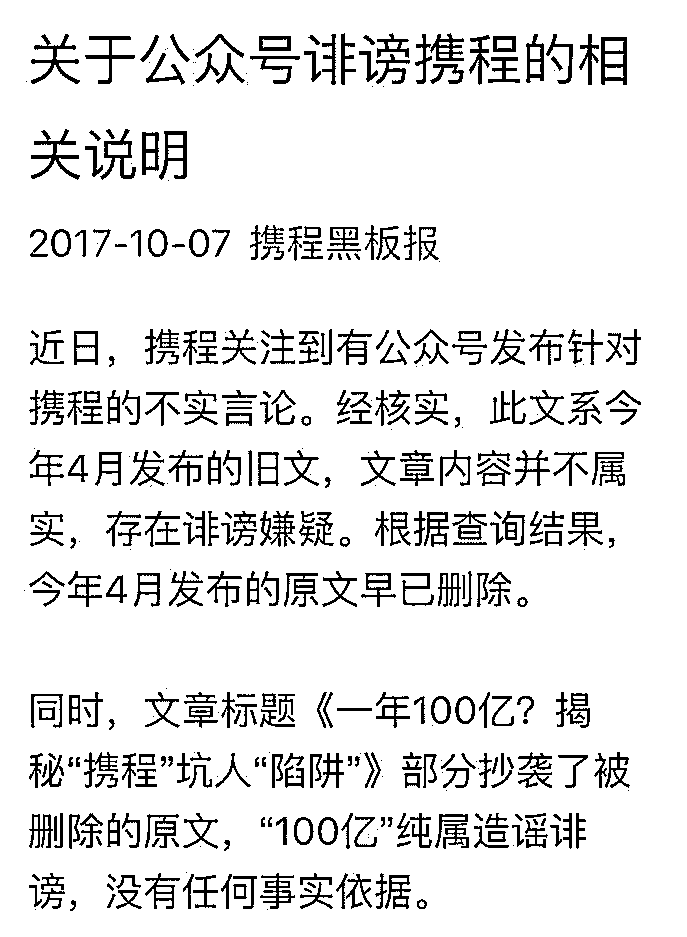 关于公众号诽谤携程的相
关说明
2017-10-07 携程黑板报
近日，携程关注到有公众号发布针对
携程的不实言论。经核实，此文系今
年4月发布的旧文，文章内容并不属
实，存在诽谤嫌疑。根据查询结果，
今年4月发布的原文早已删除。
同时，文章标题《一年100亿？揭
秘“携程”坑人“陷阱”》部分抄袭了被
删除的原文，“100亿”纯属造谣诽
谤，没有任何事实依据。